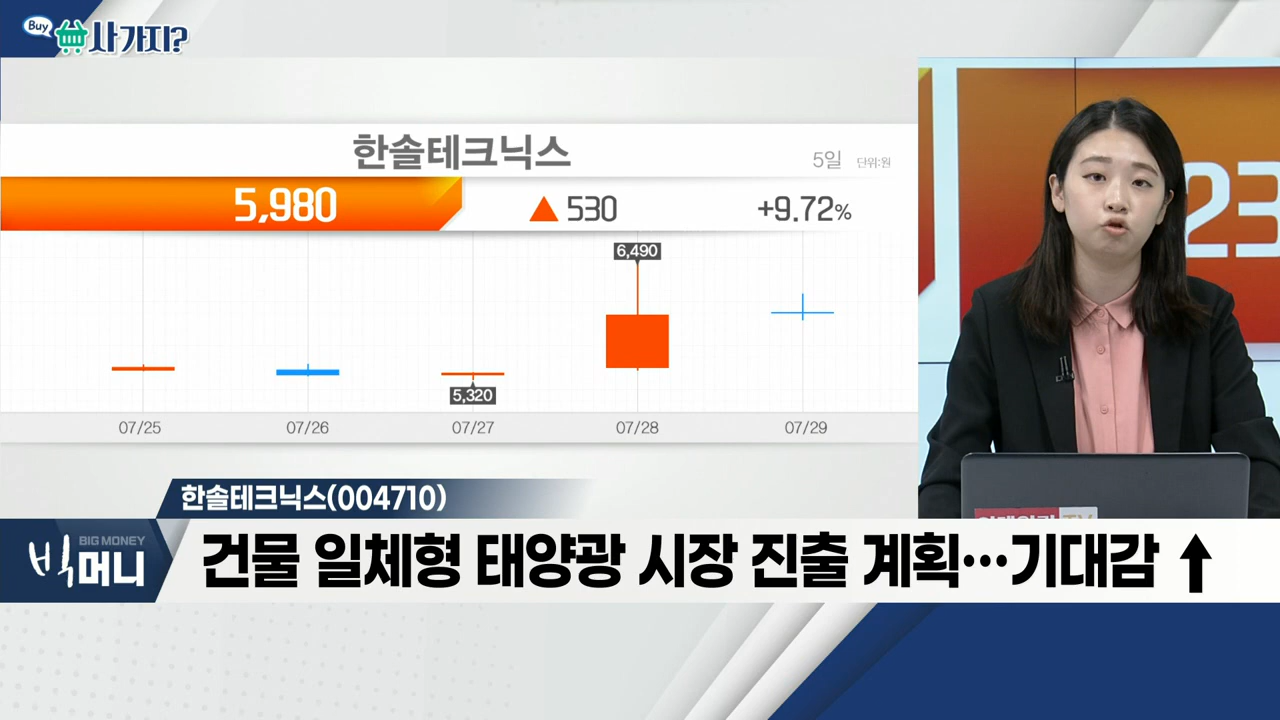 Buy 사가지?
한솔테크닉스
5일 단위:원
5,980 ▲ 530 +9.72%
6,490
5,320
07/25 07/26 07/27 07/28 07/29
23
한솔테크닉스(004710)
BIG MONEY
빅머니
건물 일체형 태양광 시장 진출 계획…기대감 ↑